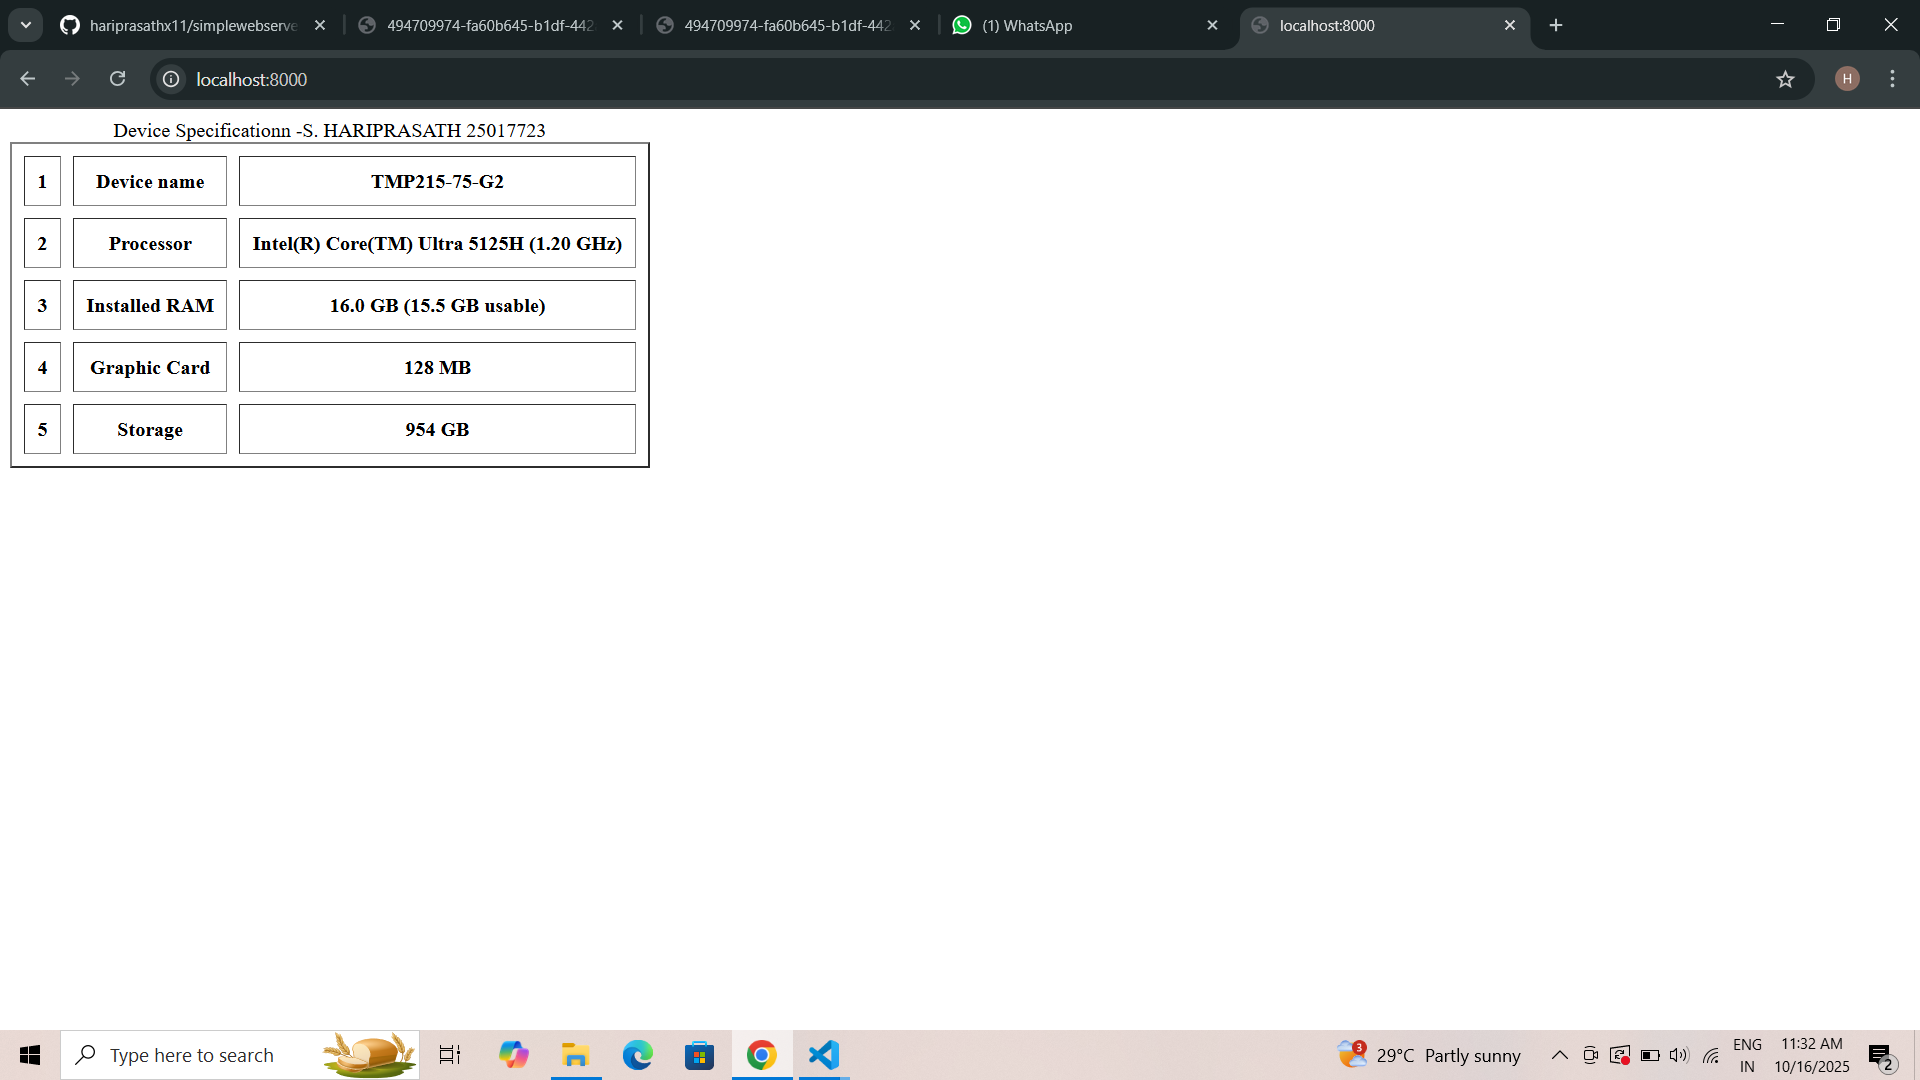 hariprasathx11/simplewebserve
494709974-fa60b645-b1df-442
494709974-fa60b645-b1df-442
(1) WhatsApp
localhost:8000
localhost:8000
H
Device Specificationn -S. HARIPRASATH 25017723
1 Device name TMP215-75-G2
2 Processor Intel(R) Core(TM) Ultra 5125H (1.20 GHz)
3 Installed RAM 16.0 GB (15.5 GB usable)
4 Graphic Card 128 MB
5 Storage 954 GB
Type here to search
3
29°C Partly sunny
ENG
IN
11:32 AM
10/16/2025
2